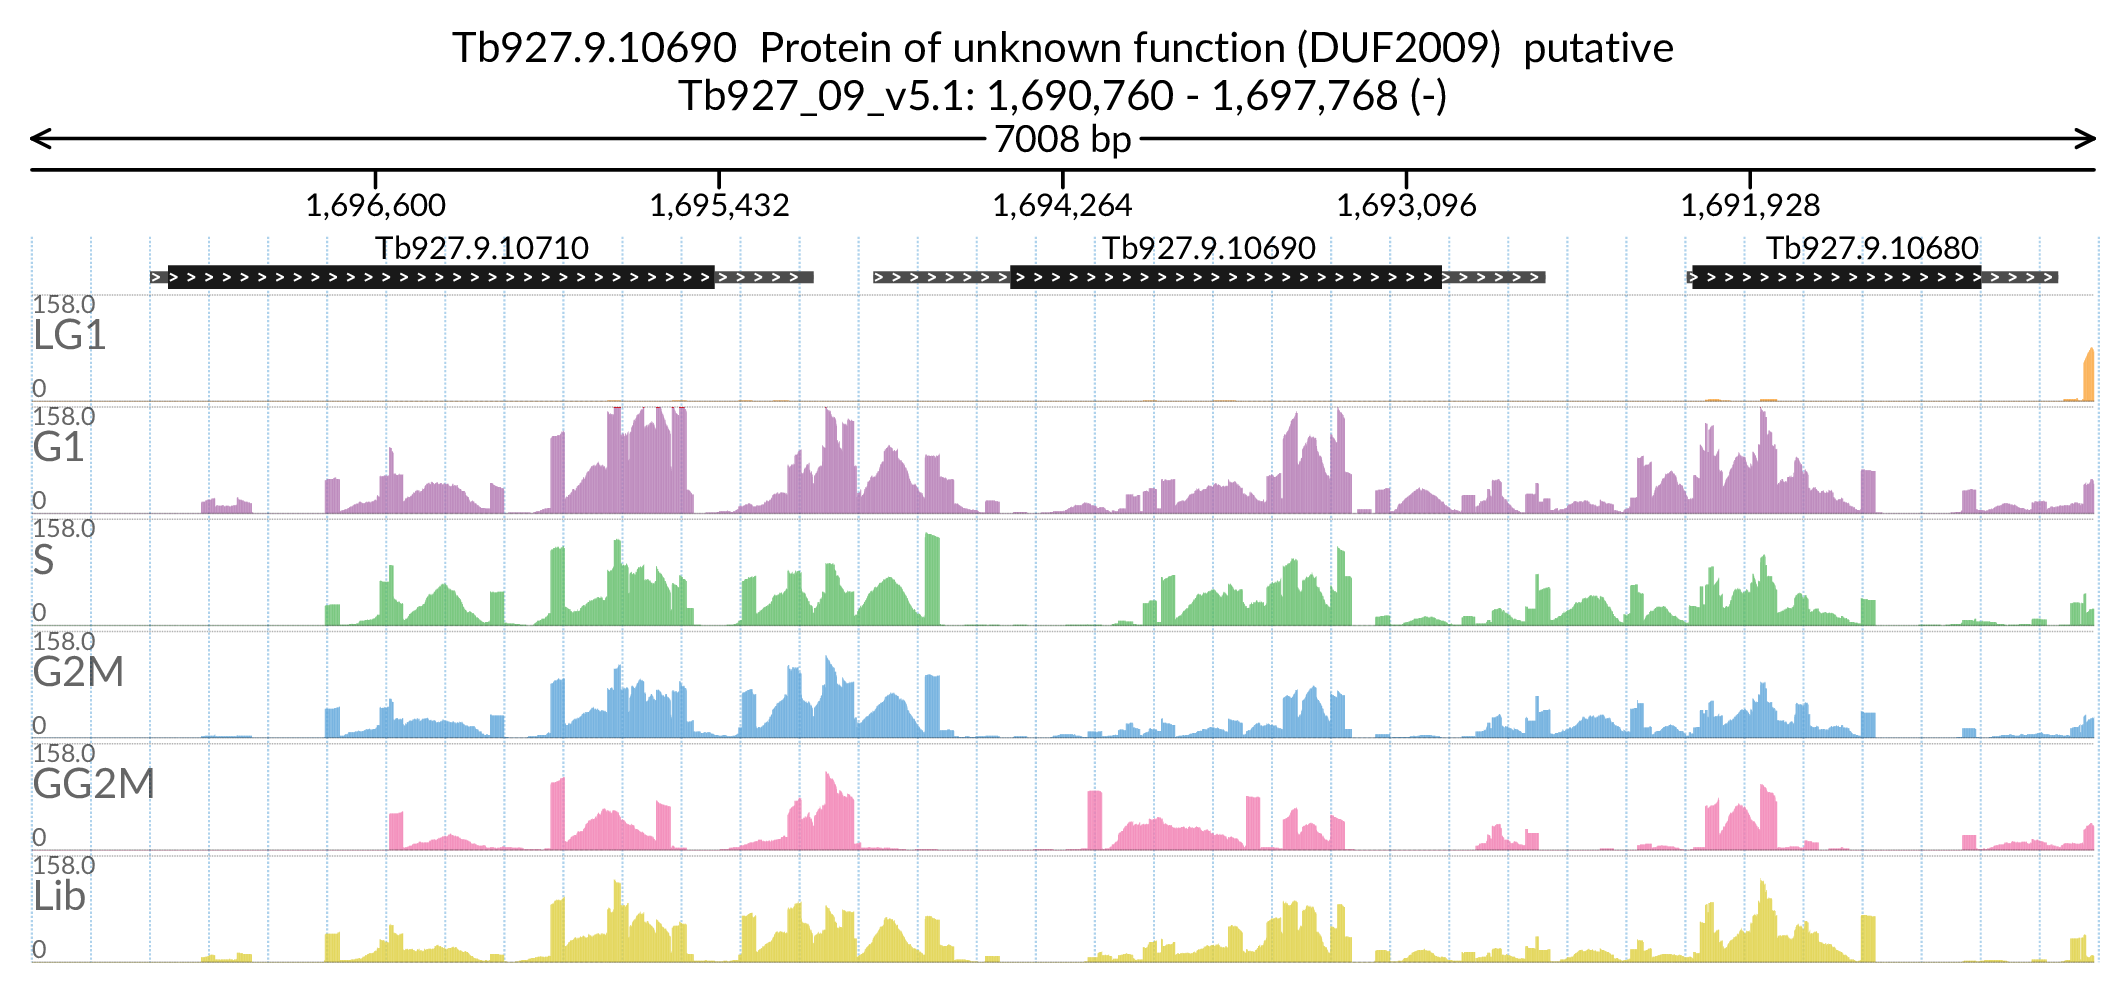 Tb927.9.10690  Protein of unknown function (DUF2009)  putative
Tb927_09_v5.1: 1,690,760 - 1,697,768 (-)
7008 bp
1,696,600 1,695,432 1,694,264 1,693,096 1,691,928
Tb927.9.10710 Tb927.9.10690 Tb927.9.10680
158.0
LG1
0
158.0
G1
0
158.0
S
0
158.0
G2M
0
158.0
GG2M
0
158.0
Lib
0